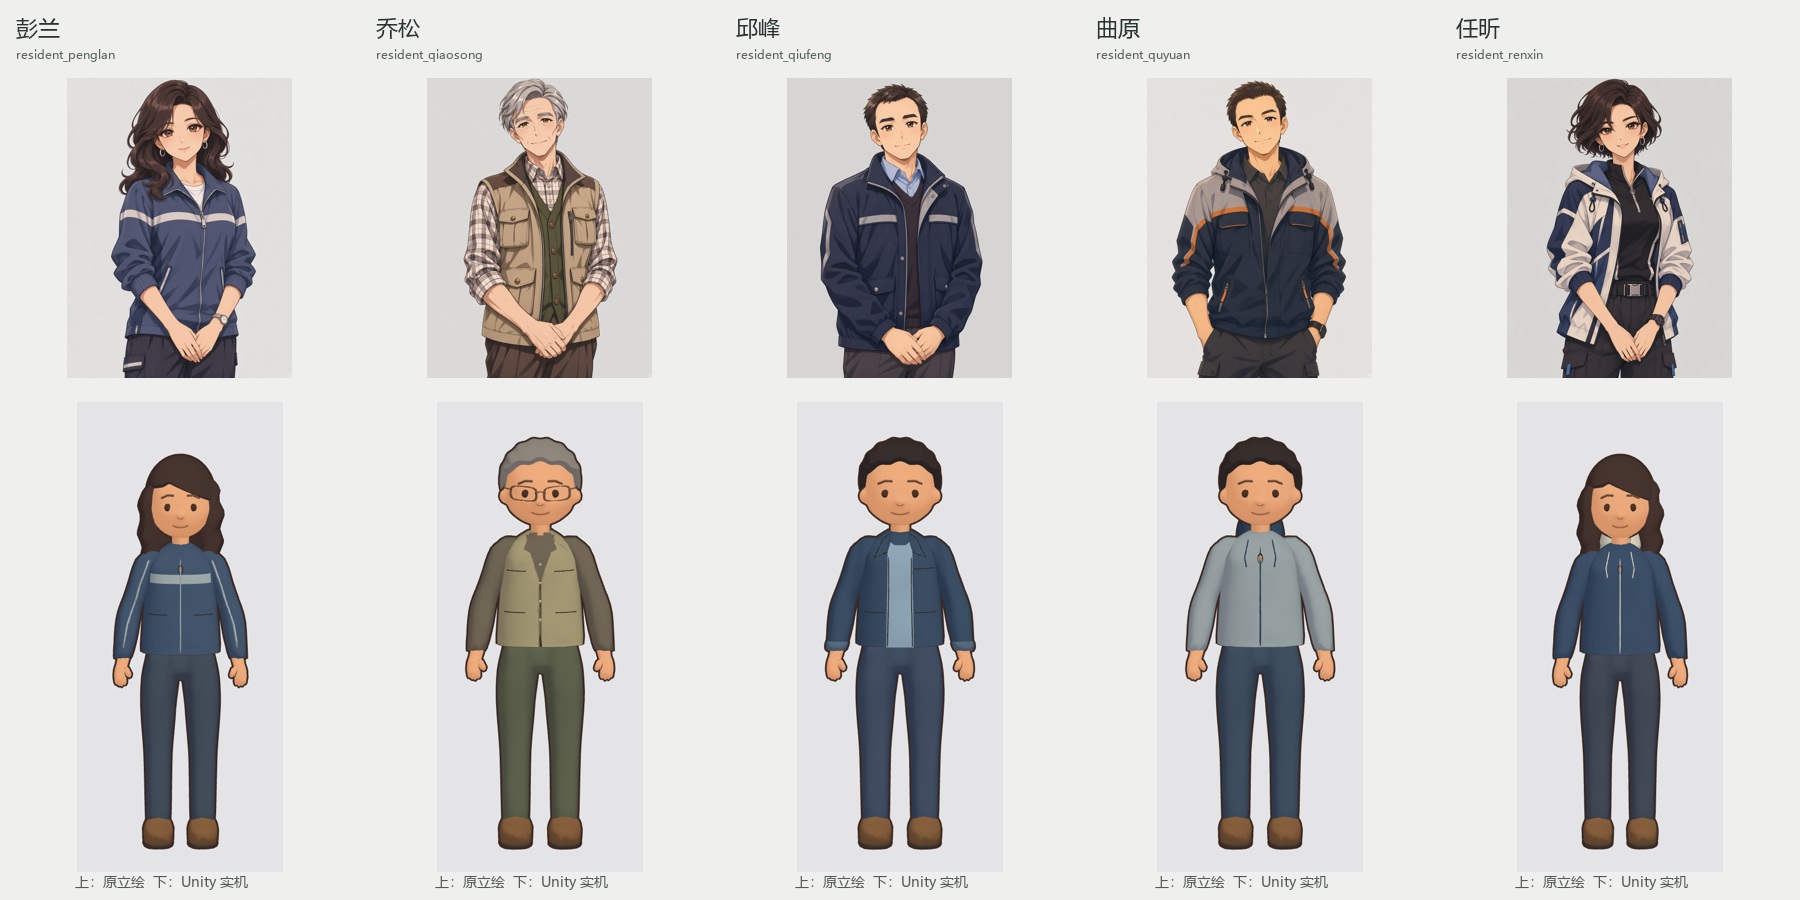 彭兰
resident_penglan
上: 原立绘 下: Unity 实机
乔松
resident_qiaosong
上: 原立绘 下: Unity 实机
邱峰
resident_qiufeng
上: 原立绘 下: Unity 实机
曲原
resident_quyuan
上: 原立绘 下: Unity 实机
任昕
resident_renxin
上: 原立绘 下: Unity 实机